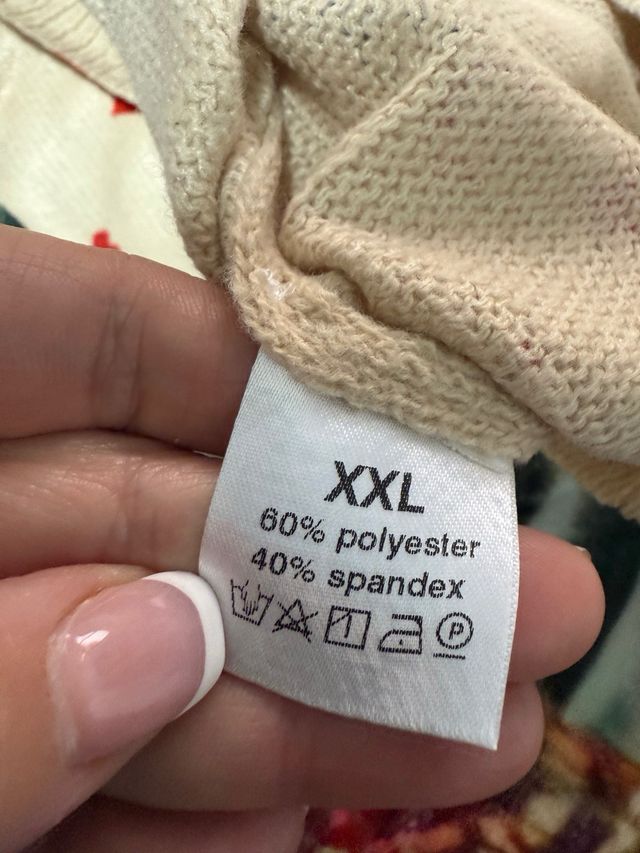 XXL
60% polyester
40% spandex
P